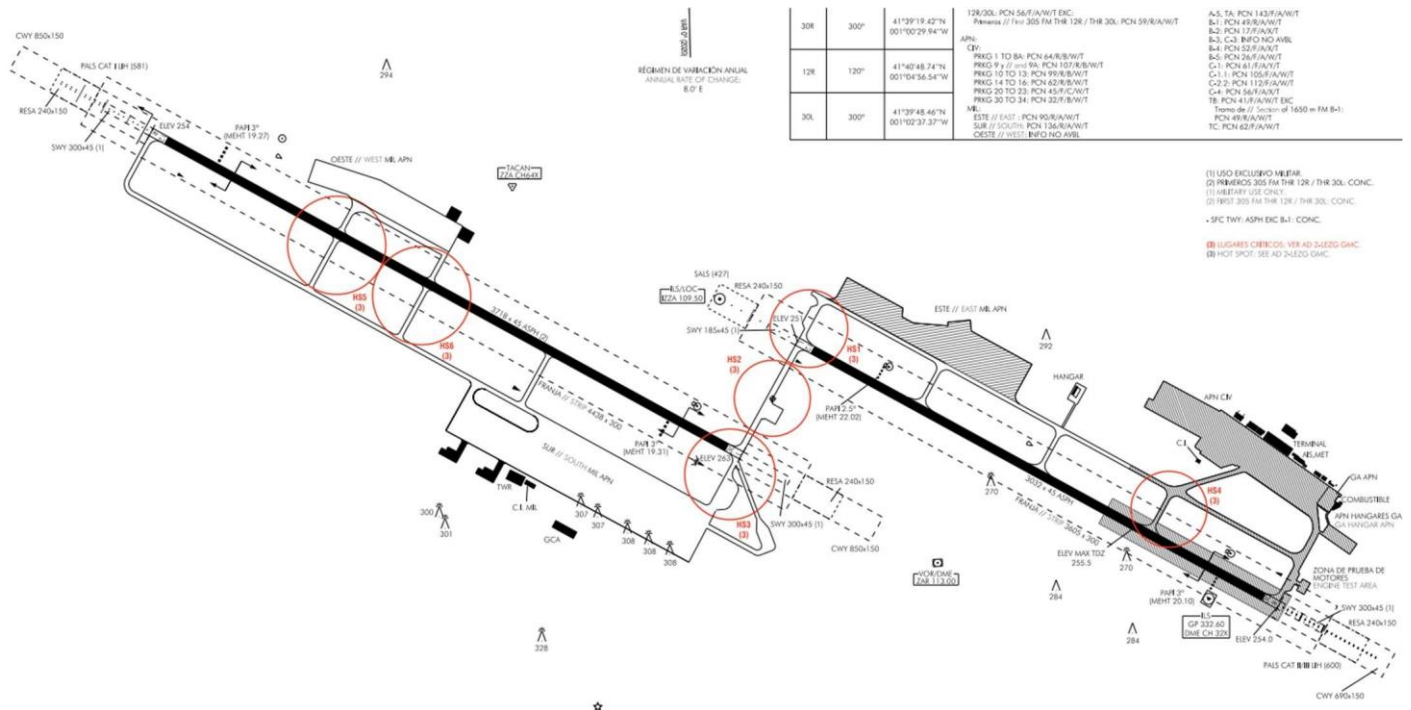 30R 300° 41°39'19.42"N
001°00'29.94"W
12R 120° 41°40'48.74"N
001°04'56.54"W
30L 300° 41°39'48.46"N
001°02'37.37"W
12R/30L: PCN 56/F/A/W/T EXC:
Primeros // First 305 FM THR 12R / THR 30L: PCN 59/R/A/W/T
APN:
CIV:
PRKG 1 TO 8A: PCN 64/R/B/W/T
PRKG 9 y // and 9A: PCN 107/R/B/W/T
PRKG 10 TO 13: PCN 99/R/B/W/T
PRKG 14 TO 16: PCN 62/R/B/W/T
PRKG 20 TO 23: PCN 45/F/C/W/T
PRKG 30 TO 34: PCN 32/F/B/W/T
MIL:
ESTE // EAST : PCN 90/R/A/W/T
SUR // SOUTH: PCN 136/R/A/W/T
OESTE // WEST: INFO NO AVBL
A-5, TA: PCN 143/F/A/W/T
B-1: PCN 49/R/A/W/T
B-2: PCN 17/F/A/X/T
B-3, C-3: INFO NO AVBL
B-4: PCN 52/F/A/X/T
B-5: PCN 26/F/A/W/T
C-1: PCN 61/F/A/Y/T
C-1.1: PCN 105/F/A/W/T
C-2.2: PCN 112/F/A/W/T
C-4: PCN 56/F/A/X/T
TB: PCN 41/F/A/W/T EXC
Tramo de // Section of 1650 m FM B-1:
PCN 49/R/A/W/T
TC: PCN 62/F/A/W/T
RÉGIMEN DE VARIACIÓN ANUAL
ANNUAL RATE OF CHANGE:
8.0' E
(1) USO EXCLUSIVO MILITAR.
(2) PRIMEROS 305 FM THR 12R / THR 30L: CONC.
(1) MILITARY USE ONLY.
(2) FIRST 305 FM THR 12R / THR 30L: CONC.
• SFC TWY: ASPH EXC B-1: CONC.
(3) LUGARES CRÍTICOS: VER AD 2-LEZG GMC.
(3) HOT SPOT: SEE AD 2-LEZG GMC.
CWY 850x150
PALS CAT I LIH (581)
RESA 240x150
SWY 300x45 (1)
ELEV 254
PAPI 3°
(MEHT 19.27)
294
OESTE // WEST MIL APN
TACAN
ZZA CH64X
HS5
(3)
HS6
(3)
3718 x 45 ASPH (2)
FRANJA // STRIP 4438 x 300
SUR // SOUTH MIL APN
PAPI 3°
(MEHT 19.31)
ELEV 263
TWR
C.I. MIL
GCA
300
301
307
307
308
308
308
328
HS3
(3)
SWY 300x45 (1)
RESA 240x150
CWY 850x150
SALS (427)
ILS/LOC
IZZA 109.50
RESA 240x150
ELEV 251
SWY 185x45 (1)
HS2
(3)
HS1
(3)
PAPI 2.5°
(MEHT 22.02)
ESTE // EAST MIL APN
292
HANGAR
270
3032 x 45 ASPH
FRANJA // STRIP 3605 x 300
VOR/DME
ZAR 113.00
APN CIV
TERMINAL
AIS,MET
C.I.
GA APN
COMBUSTIBLE
APN HANGARES GA
GA HANGAR APN
HS4
(3)
ELEV MAX TDZ
255.5
270
284
284
ZONA DE PRUEBA DE
MOTORES
ENGINE TEST AREA
PAPI 3°
(MEHT 20.10)
ILS
GP 332.60
DME CH 32X
ELEV 254.0
SWY 300x45 (1)
RESA 240x150
PALS CAT II/III LIH (600)
CWY 690x150